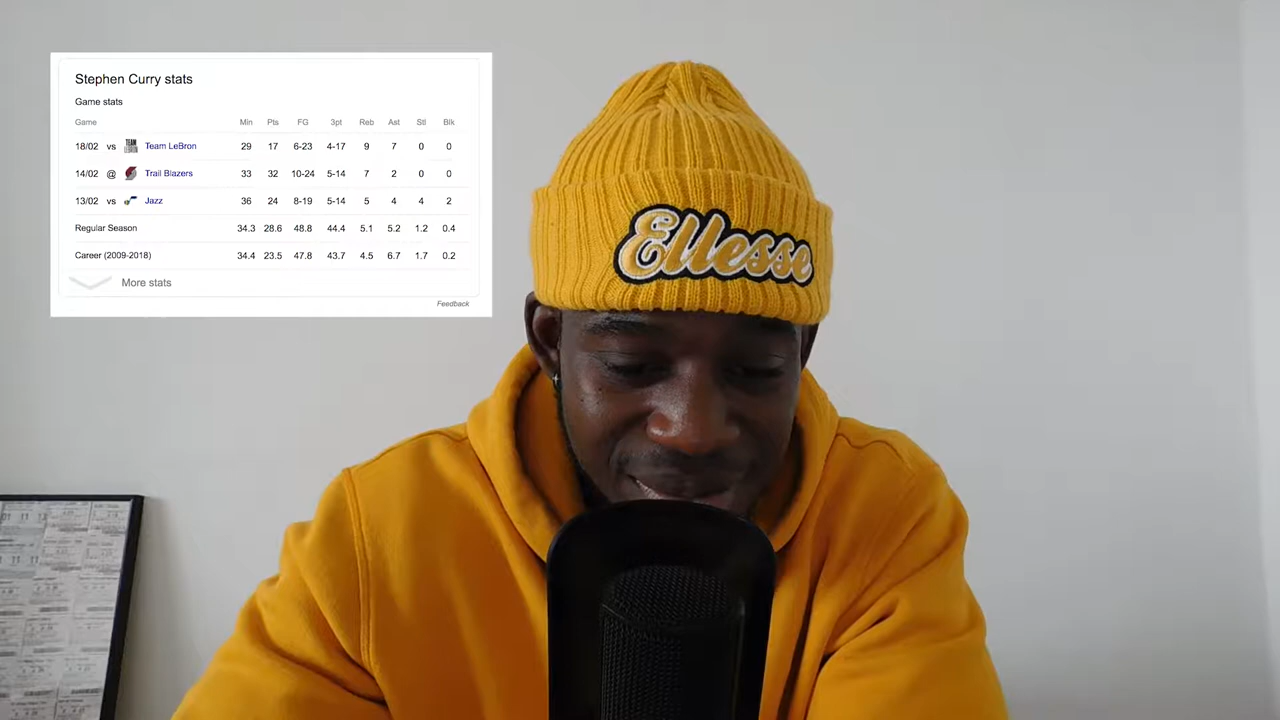 Stephen Curry stats
Game stats
Game Min Pts FG 3pt Reb Ast Stl Blk
18/02 vs Team LeBron 29 17 6-23 4-17 9 7 0 0
14/02 @ Trail Blazers 33 32 10-24 5-14 7 2 0 0
13/02 vs Jazz 36 24 8-19 5-14 5 4 4 2
Regular Season 34.3 28.6 48.8 44.4 5.1 5.2 1.2 0.4
Career (2009-2018) 34.4 23.5 47.8 43.7 4.5 6.7 1.7 0.2
More stats
Feedback
Ellesse